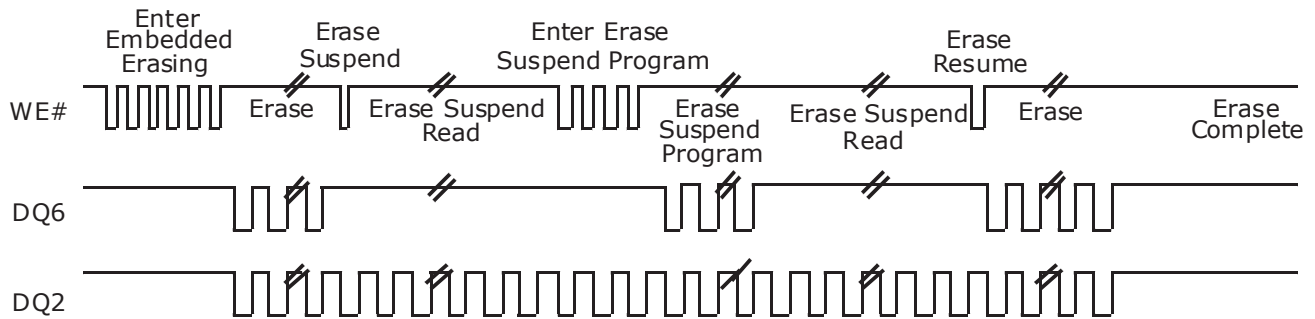 Enter
Embedded
Erasing
Erase
Suspend
Enter Erase
Suspend Program
Erase
Resume
WE#
Erase
Erase Suspend
Read
Erase
Suspend
Program
Erase Suspend
Read
Erase
Erase
Complete
DQ6
DQ2